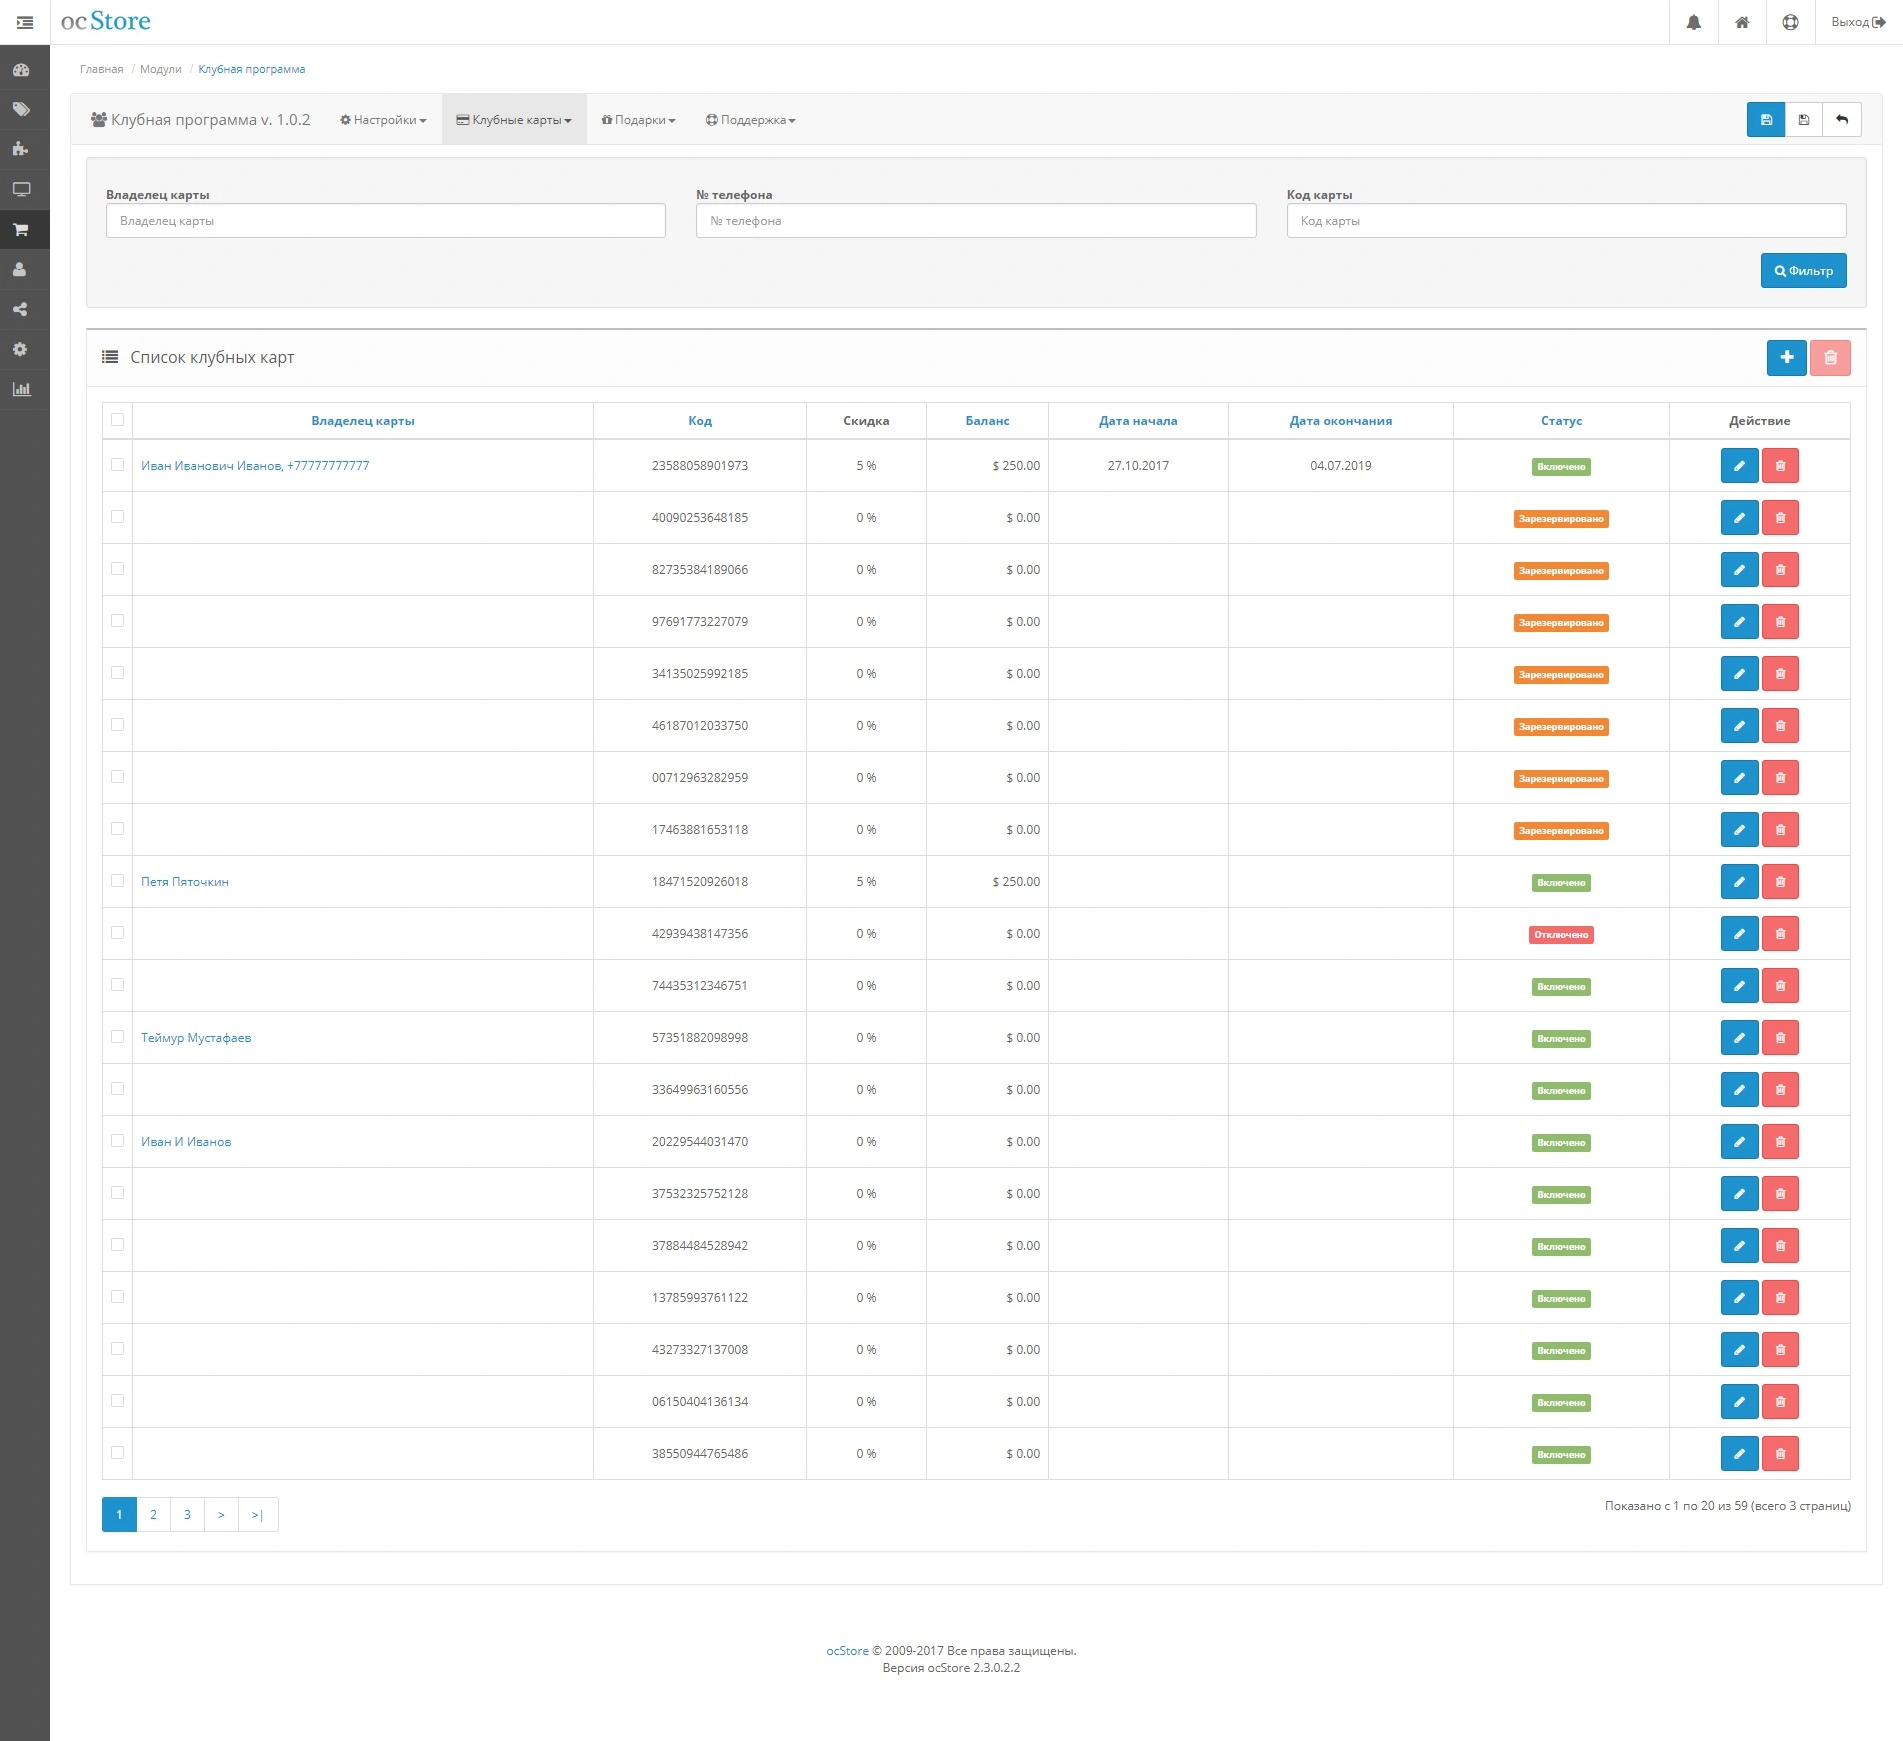 ocStore
Выход
Главная / Модули / Клубная программа
Клубная программа v. 1.0.2 Настройки Клубные карты Подарки Поддержка
Владелец карты № телефона Код карты
Владелец карты № телефона Код карты
Фильтр
Список клубных карт
Владелец карты Код Скидка Баланс Дата начала Дата окончания Статус Действие
Иван Иванович Иванов, +77777777777 23588058901973 5 % $ 250.00 27.10.2017 04.07.2019 Включено
40090253648185 0 % $ 0.00 Зарезервировано
82735384189066 0 % $ 0.00 Зарезервировано
97691773227079 0 % $ 0.00 Зарезервировано
34135025992185 0 % $ 0.00 Зарезервировано
46187012033750 0 % $ 0.00 Зарезервировано
00712963282959 0 % $ 0.00 Зарезервировано
17463881653118 0 % $ 0.00 Зарезервировано
Петя Пяточкин 18471520926018 5 % $ 250.00 Включено
42939438147356 0 % $ 0.00 Отключено
74435312346751 0 % $ 0.00 Включено
Теймур Мустафаев 57351882098998 0 % $ 0.00 Включено
33649963160556 0 % $ 0.00 Включено
Иван И Иванов 20229544031470 0 % $ 0.00 Включено
37532325752128 0 % $ 0.00 Включено
37884484528942 0 % $ 0.00 Включено
13785993761122 0 % $ 0.00 Включено
43273327137008 0 % $ 0.00 Включено
06150404136134 0 % $ 0.00 Включено
38550944765486 0 % $ 0.00 Включено
1 2 3 > >|
Показано с 1 по 20 из 59 (всего 3 страниц)
ocStore © 2009-2017 Все права защищены.
Версия ocStore 2.3.0.2.2